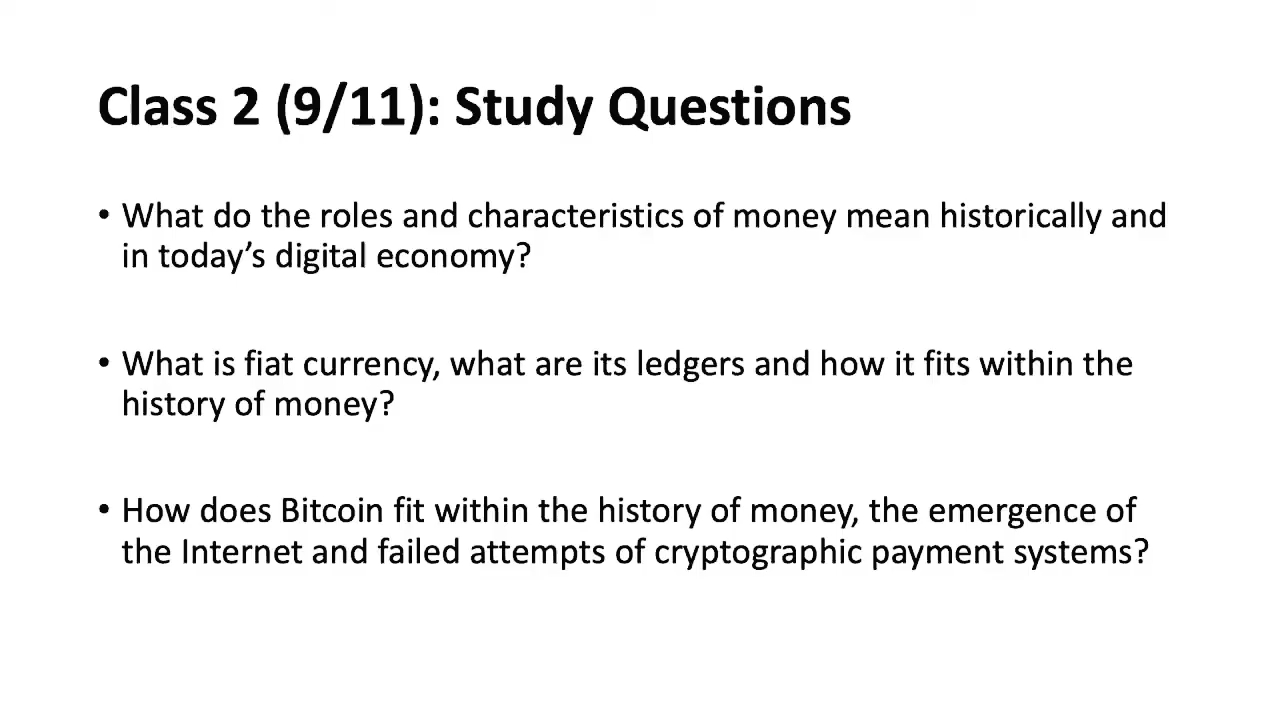 Class 2 (9/11): Study Questions
• What do the roles and characteristics of money mean historically and
in today’s digital economy?
• What is fiat currency, what are its ledgers and how it fits within the
history of money?
• How does Bitcoin fit within the history of money, the emergence of
the Internet and failed attempts of cryptographic payment systems?